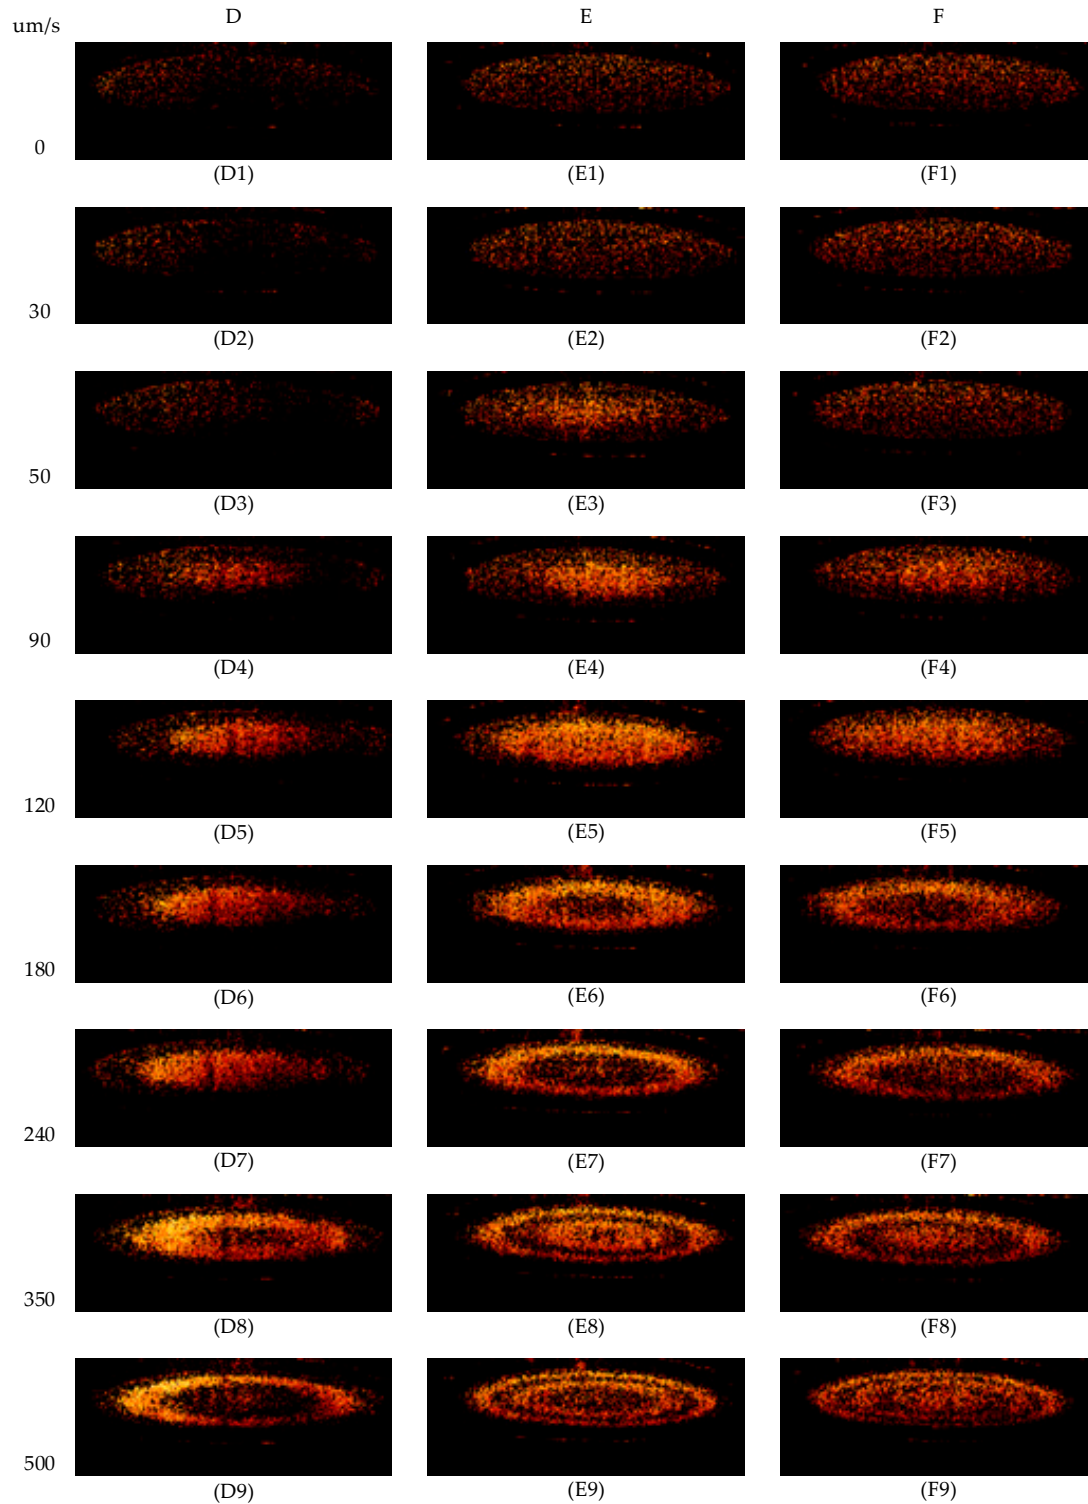 um/s D E F
0
(D1) (E1) (F1)
30
(D2) (E2) (F2)
50
(D3) (E3) (F3)
90
(D4) (E4) (F4)
120
(D5) (E5) (F5)
180
(D6) (E6) (F6)
240
(D7) (E7) (F7)
350
(D8) (E8) (F8)
500
(D9) (E9) (F9)